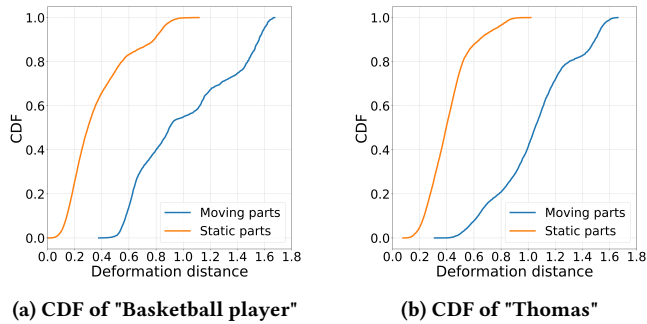 1.0
0.8
0.6
0.4
0.2
0.0
CDF
0.0 0.2 0.4 0.6 0.8 1.0 1.2 1.4 1.6 1.8
Deformation distance
Moving parts
Static parts
(a) CDF of "Basketball player"
1.0
0.8
0.6
0.4
0.2
0.0
CDF
0.0 0.2 0.4 0.6 0.8 1.0 1.2 1.4 1.6 1.8
Deformation distance
Moving parts
Static parts
(b) CDF of "Thomas"